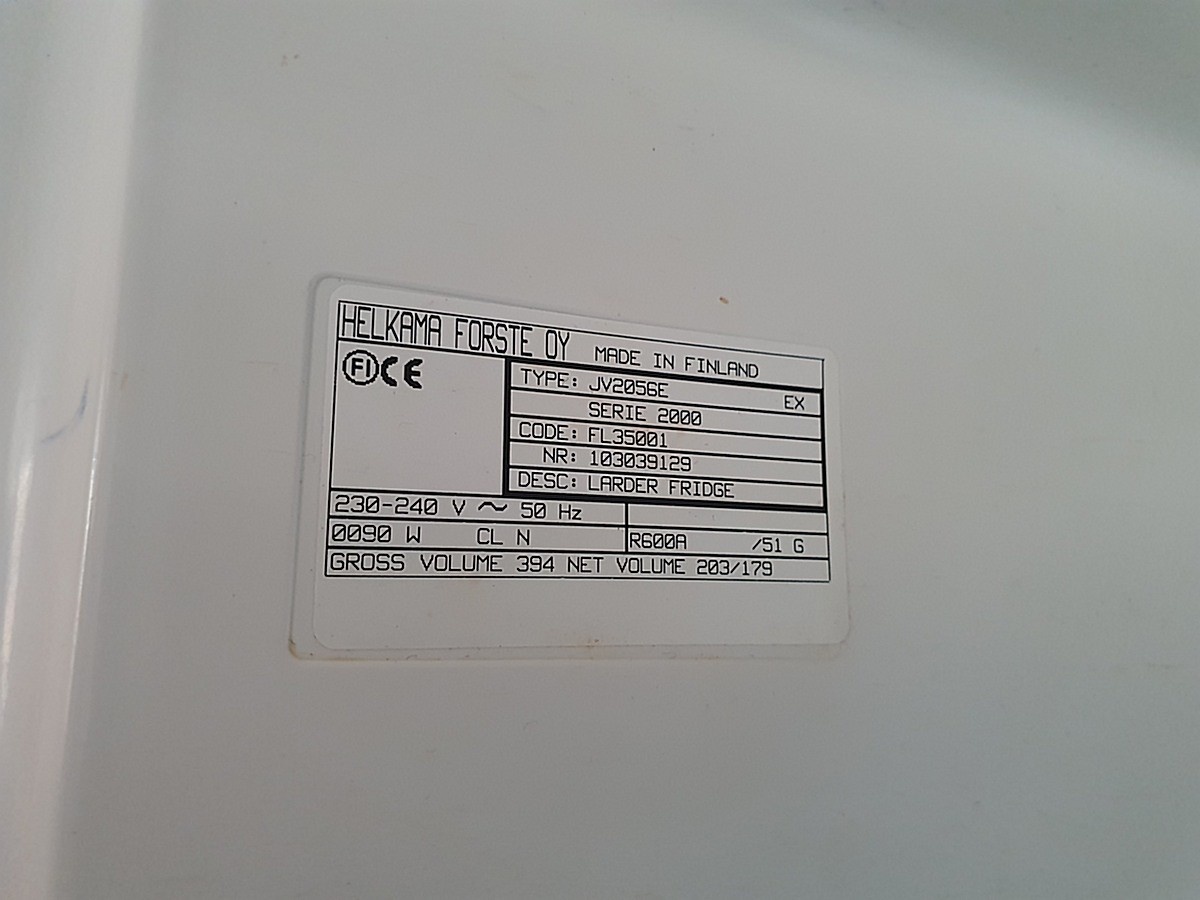 HELKAMA FORSTE OY MADE IN FINLAND
FI CE
TYPE: JV2056E EX
SERIE 2000
CODE: FL35001
NR: 103039129
DESC: LARDER FRIDGE
230-240 V ~ 50 Hz
0090 W CL N R600A /51 G
GROSS VOLUME 394 NET VOLUME 203/179